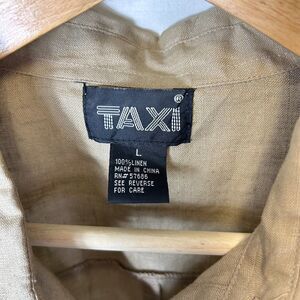 TAXI®
L
100% LINEN
MADE IN CHINA
RN# 57686
SEE REVERSE
FOR CARE